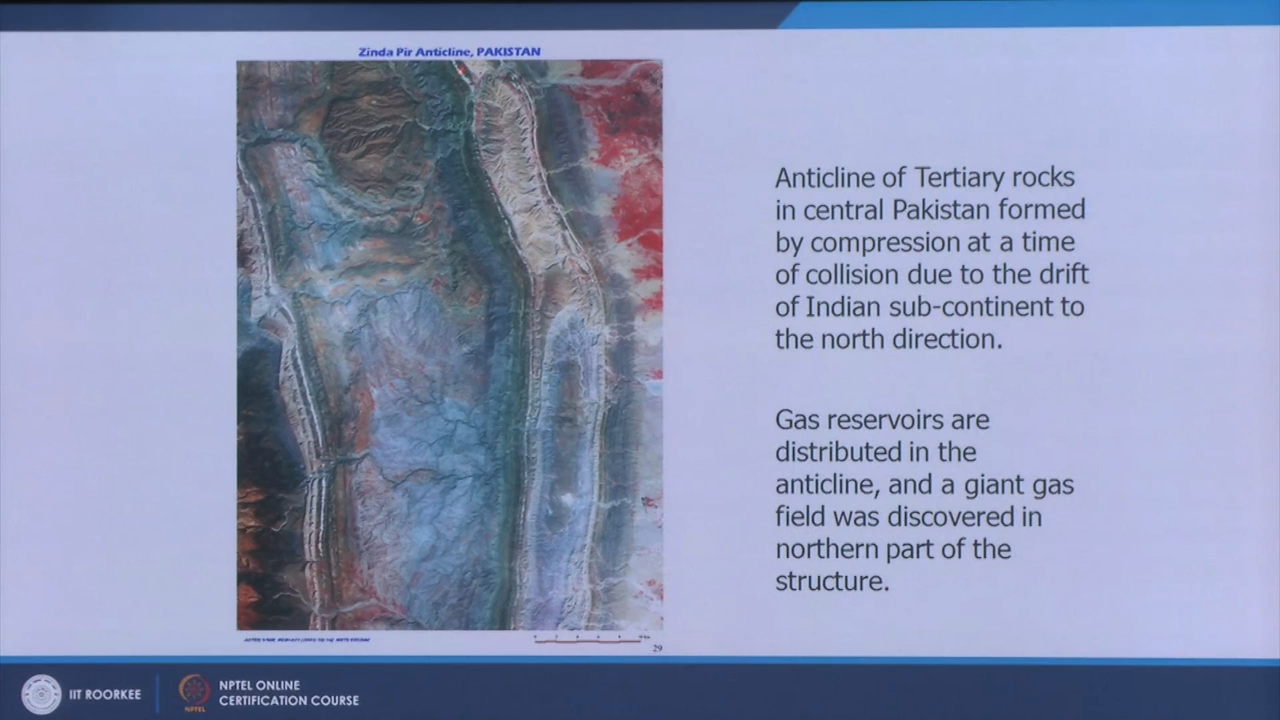 Zinda Pir Anticline, PAKISTAN
Anticline of Tertiary rocks
in central Pakistan formed
by compression at a time
of collision due to the drift
of Indian sub-continent to
the north direction.
Gas reservoirs are
distributed in the
anticline, and a giant gas
field was discovered in
northern part of the
structure.
29
IIT ROORKEE
NPTEL
NPTEL ONLINE
CERTIFICATION COURSE